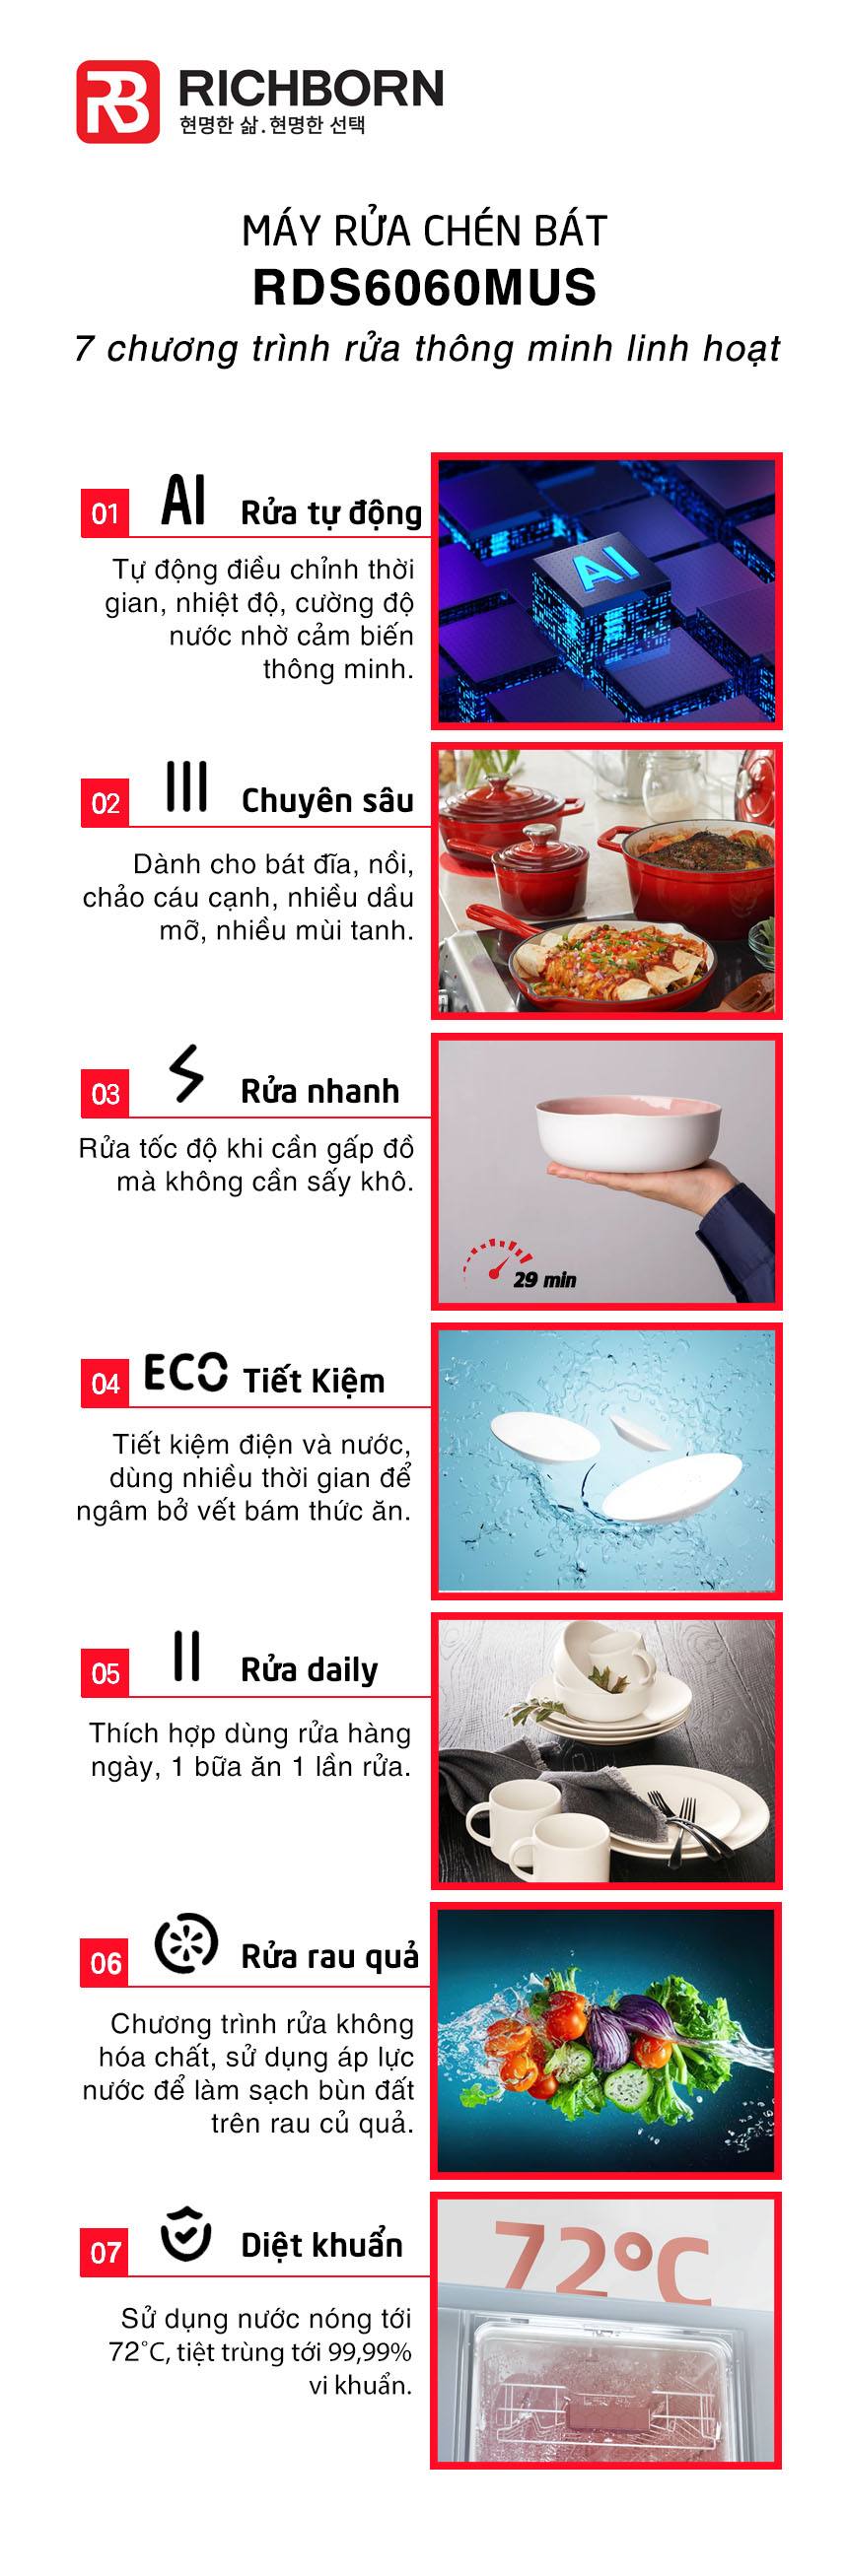 RB RICHBORN
현명한 삶.현명한 선택
MÁY RỬA CHÉN BÁT
RDS6060MUS
7 chương trình rửa thông minh linh hoạt
01 AI Rửa tự động
Tự động điều chỉnh thời
gian, nhiệt độ, cường độ
nước nhờ cảm biến
thông minh.
AI
02 Chuyên sâu
Dành cho bát đĩa, nồi,
chảo cáu cạnh, nhiều dầu
mỡ, nhiều mùi tanh.
03 Rửa nhanh
Rửa tốc độ khi cần gấp đồ
mà không cần sấy khô.
29 min
04 ECO Tiết Kiệm
Tiết kiệm điện và nước,
dùng nhiều thời gian để
ngâm bở vết bám thức ăn.
05 Rửa daily
Thích hợp dùng rửa hàng
ngày, 1 bữa ăn 1 lần rửa.
06 Rửa rau quả
Chương trình rửa không
hóa chất, sử dụng áp lực
nước để làm sạch bùn đất
trên rau củ quả.
07 Diệt khuẩn
Sử dụng nước nóng tới
72°C, tiệt trùng tới 99,99%
vi khuẩn.
72°C